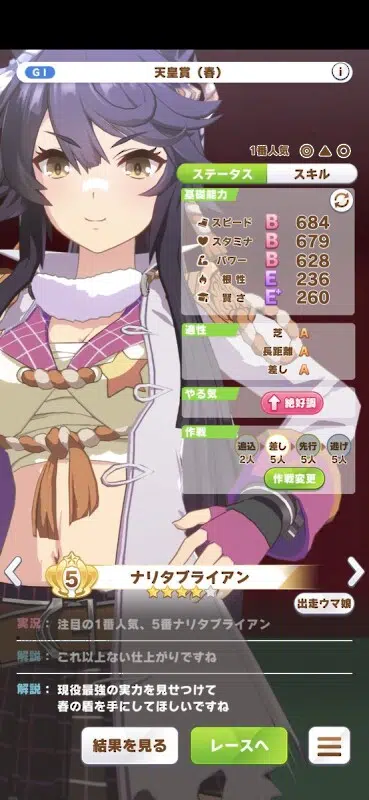 GI 天皇賞（春） i
1番人気 ◎ △ ○
ステータス スキル
基礎能力
スピード B 684
スタミナ B 679
パワー B 628
根性 E 236
賢さ E+ 260
適性
芝 A
長距離 A
差し A
やる気 絶好調
作戦
追込 差し 先行 逃げ
2人 5人 5人 5人
作戦変更
5 ナリタブライアン
出走ウマ娘
実況： 注目の1番人気、5番ナリタブライアン
解説： これ以上ない仕上がりですね
解説： 現役最強の実力を見せつけて
春の盾を手にしてほしいですね
結果を見る レースへ